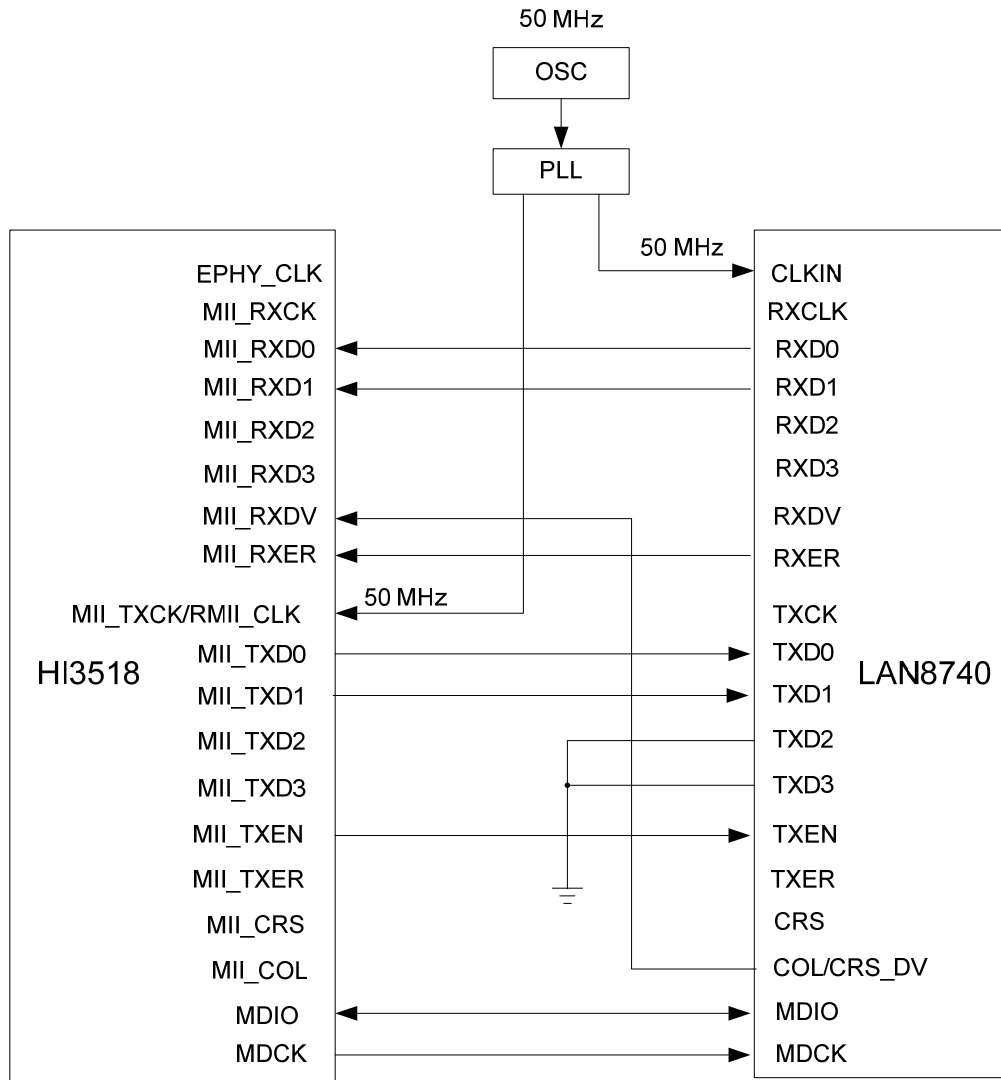 50 MHz
OSC
PLL
50 MHz
EPHY_CLK
CLKIN
MII_RXCK
RXCLK
MII_RXD0
RXD0
MII_RXD1
RXD1
MII_RXD2
RXD2
MII_RXD3
RXD3
MII_RXDV
RXDV
MII_RXER
RXER
50 MHz
MII_TXCK/RMII_CLK
TXCK
MII_TXD0
TXD0
HI3518
LAN8740
MII_TXD1
TXD1
MII_TXD2
TXD2
MII_TXD3
TXD3
MII_TXEN
TXEN
MII_TXER
TXER
MII_CRS
CRS
MII_COL
COL/CRS_DV
MDIO
MDIO
MDCK
MDCK